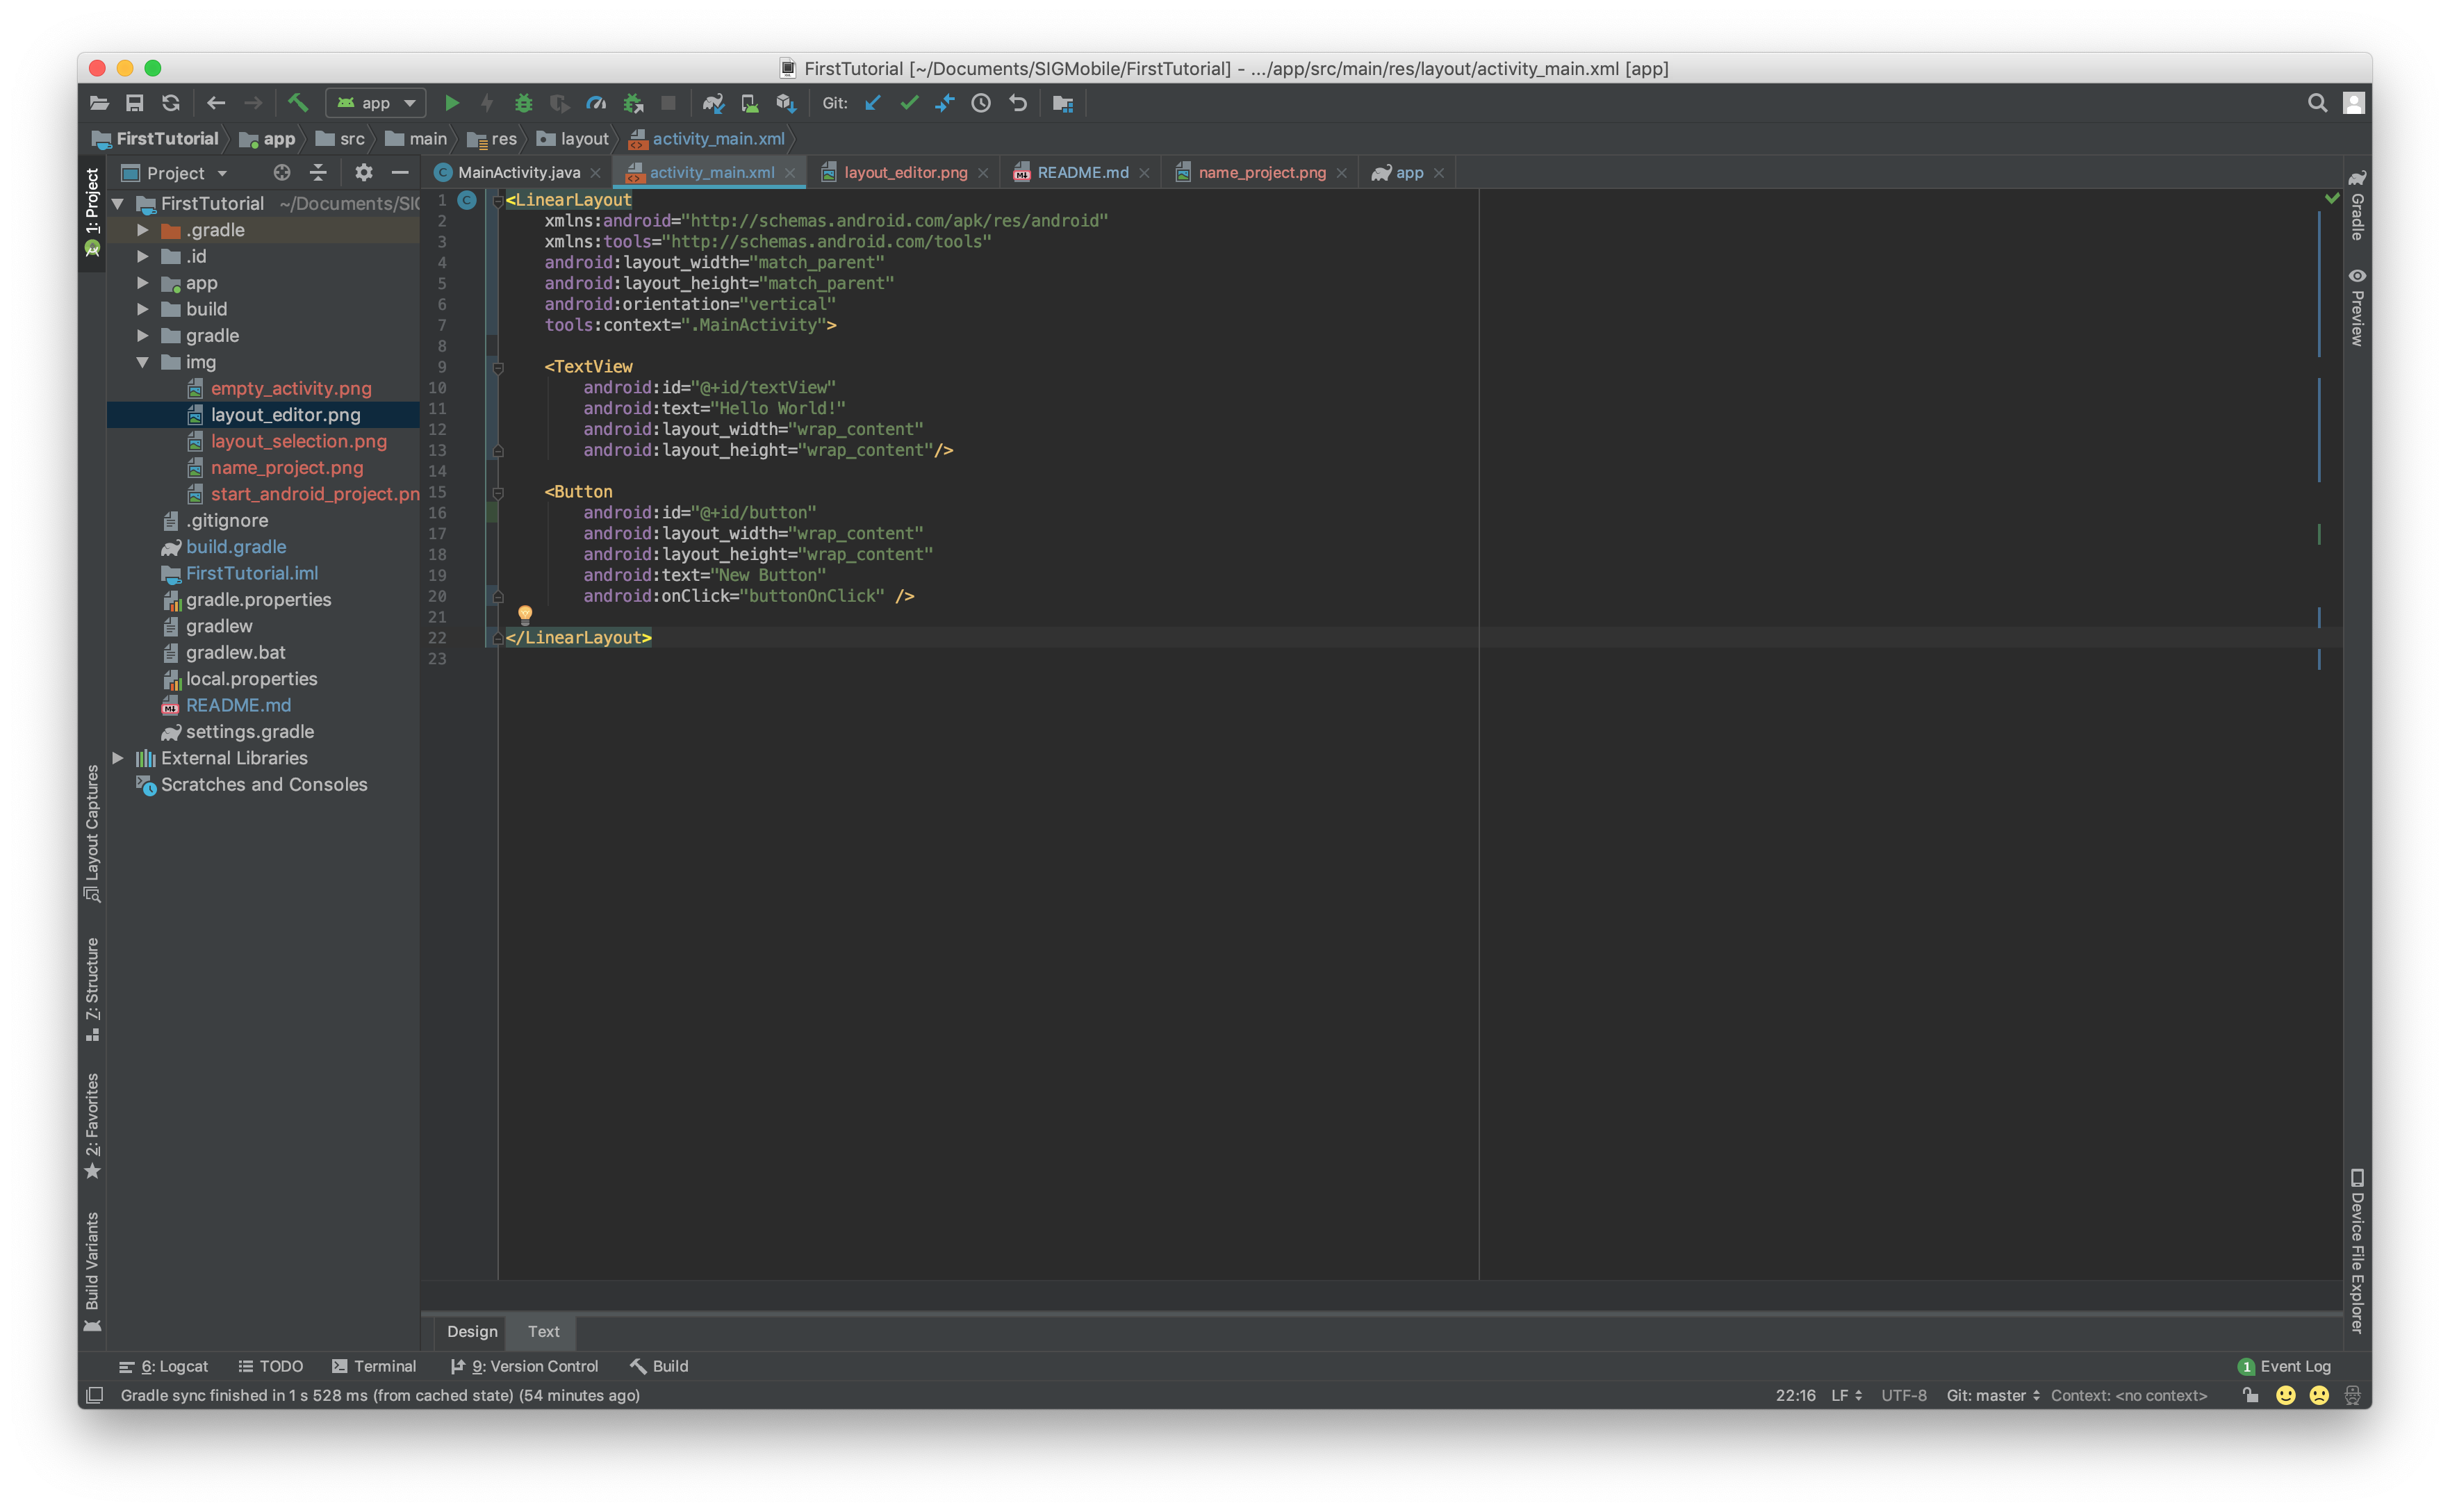 FirstTutorial [~/Documents/SIGMobile/FirstTutorial] - .../app/src/main/res/layout/activity_main.xml [app]
app
Git:
FirstTutorial app src main res layout activity_main.xml
1: Project
Project
MainActivity.java activity_main.xml layout_editor.png README.md name_project.png app
FirstTutorial ~/Documents/SIG
.gradle
.id
app
build
gradle
img
empty_activity.png
layout_editor.png
layout_selection.png
name_project.png
start_android_project.pn
.gitignore
build.gradle
FirstTutorial.iml
gradle.properties
gradlew
gradlew.bat
local.properties
README.md
settings.gradle
External Libraries
Scratches and Consoles
Layout Captures
7: Structure
2: Favorites
Build Variants
1 <LinearLayout
2 xmlns:android="http://schemas.android.com/apk/res/android"
3 xmlns:tools="http://schemas.android.com/tools"
4 android:layout_width="match_parent"
5 android:layout_height="match_parent"
6 android:orientation="vertical"
7 tools:context=".MainActivity">
8
9 <TextView
10 android:id="@+id/textView"
11 android:text="Hello World!"
12 android:layout_width="wrap_content"
13 android:layout_height="wrap_content"/>
14
15 <Button
16 android:id="@+id/button"
17 android:layout_width="wrap_content"
18 android:layout_height="wrap_content"
19 android:text="New Button"
20 android:onClick="buttonOnClick" />
21
22 </LinearLayout>
23
Gradle
Preview
Device File Explorer
Design Text
6: Logcat TODO Terminal 9: Version Control Build 1 Event Log
Gradle sync finished in 1 s 528 ms (from cached state) (54 minutes ago) 22:16 LF UTF-8 Git: master Context: <no context>